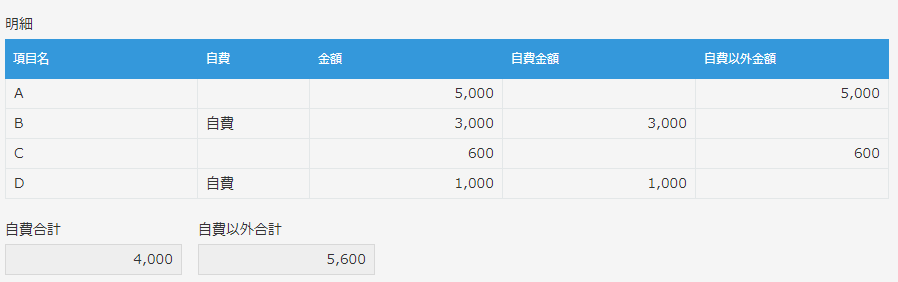 明細
項目名 自費 金額 自費金額 自費以外金額
A 5,000 5,000
B 自費 3,000 3,000
C 600 600
D 自費 1,000 1,000
自費合計 自費以外合計
4,000 5,600